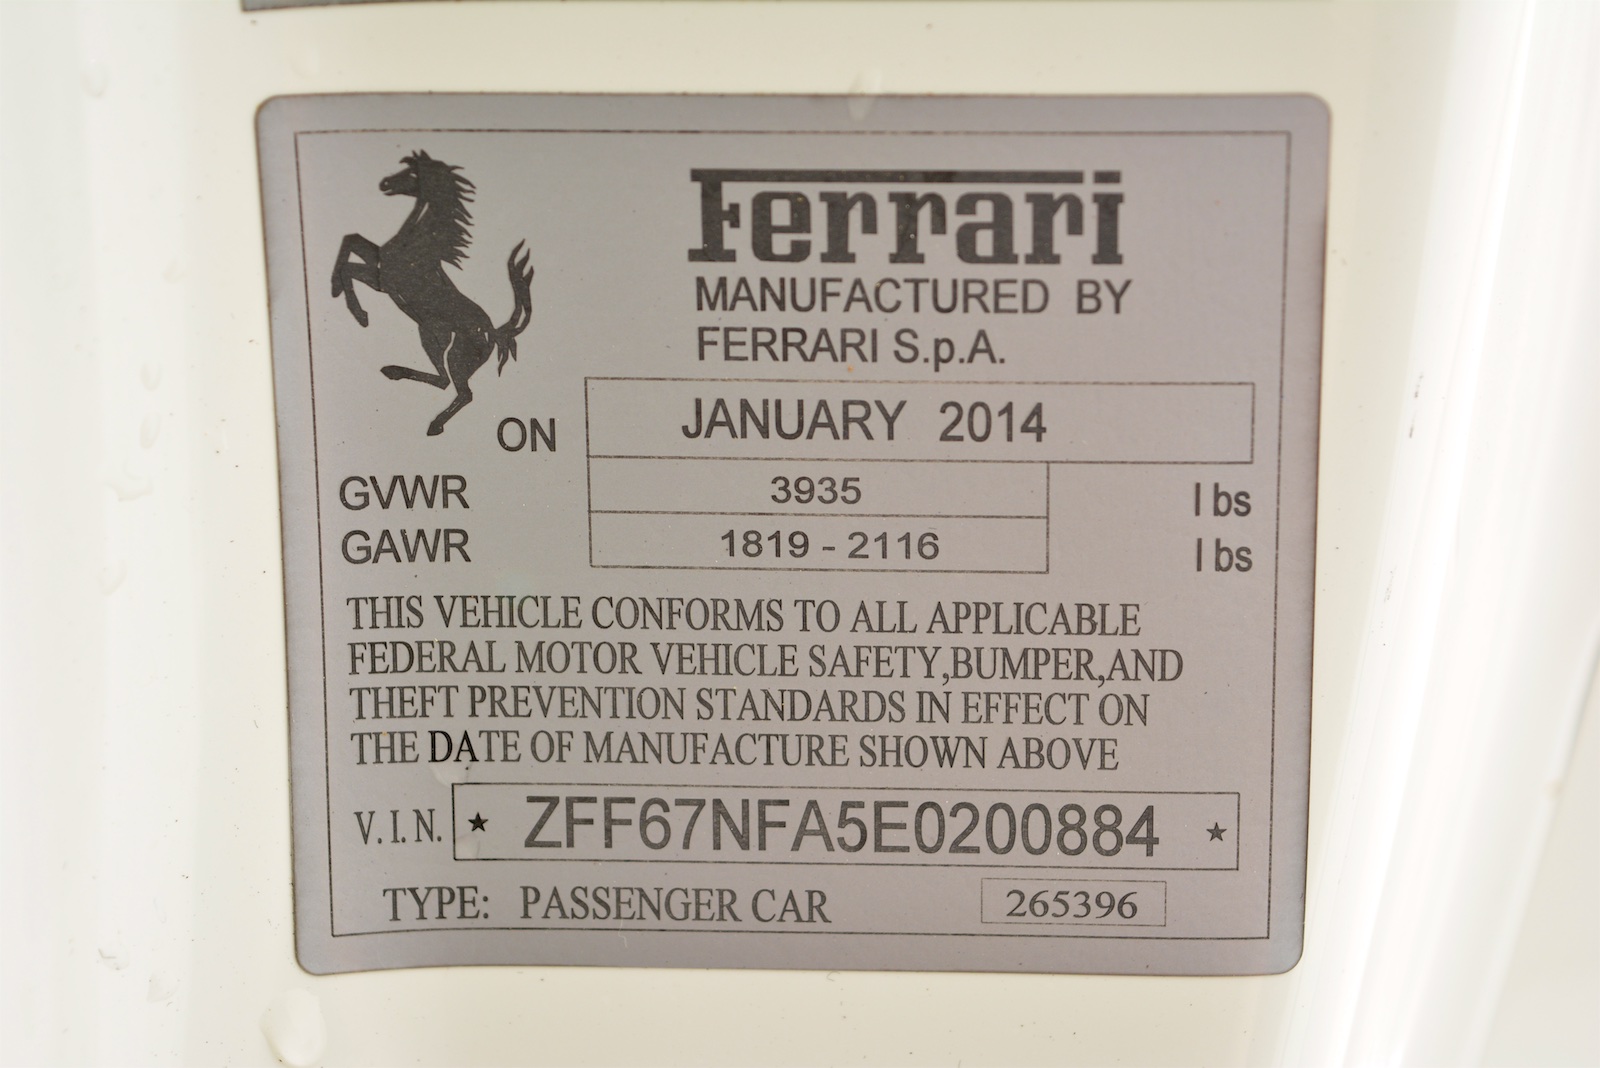 Ferrari
MANUFACTURED BY
FERRARI S.p.A.
ON JANUARY 2014
GVWR 3935 lbs
GAWR 1819 - 2116 lbs
THIS VEHICLE CONFORMS TO ALL APPLICABLE
FEDERAL MOTOR VEHICLE SAFETY,BUMPER,AND
THEFT PREVENTION STANDARDS IN EFFECT ON
THE DATE OF MANUFACTURE SHOWN ABOVE
V.I.N. ★ ZFF67NFA5E0200884 ★
TYPE: PASSENGER CAR 265396